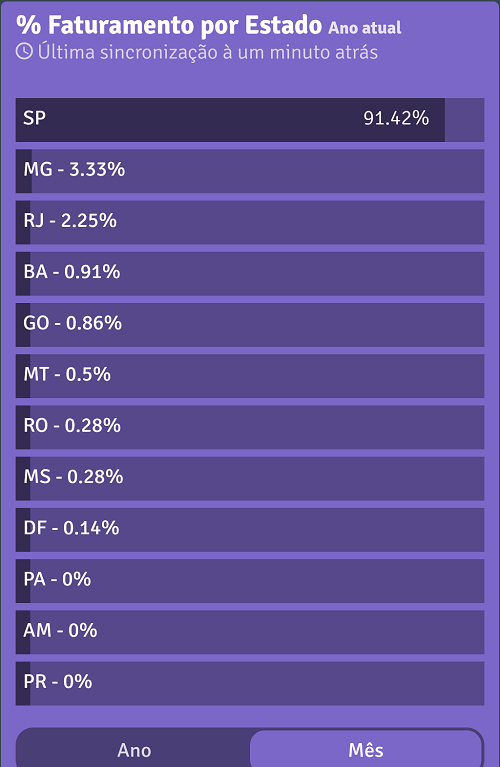 % Faturamento por Estado Ano atual
Última sincronização à um minuto atrás
SP 91.42%
MG - 3.33%
RJ - 2.25%
BA - 0.91%
GO - 0.86%
MT - 0.5%
RO - 0.28%
MS - 0.28%
DF - 0.14%
PA - 0%
AM - 0%
PR - 0%
Ano Mês